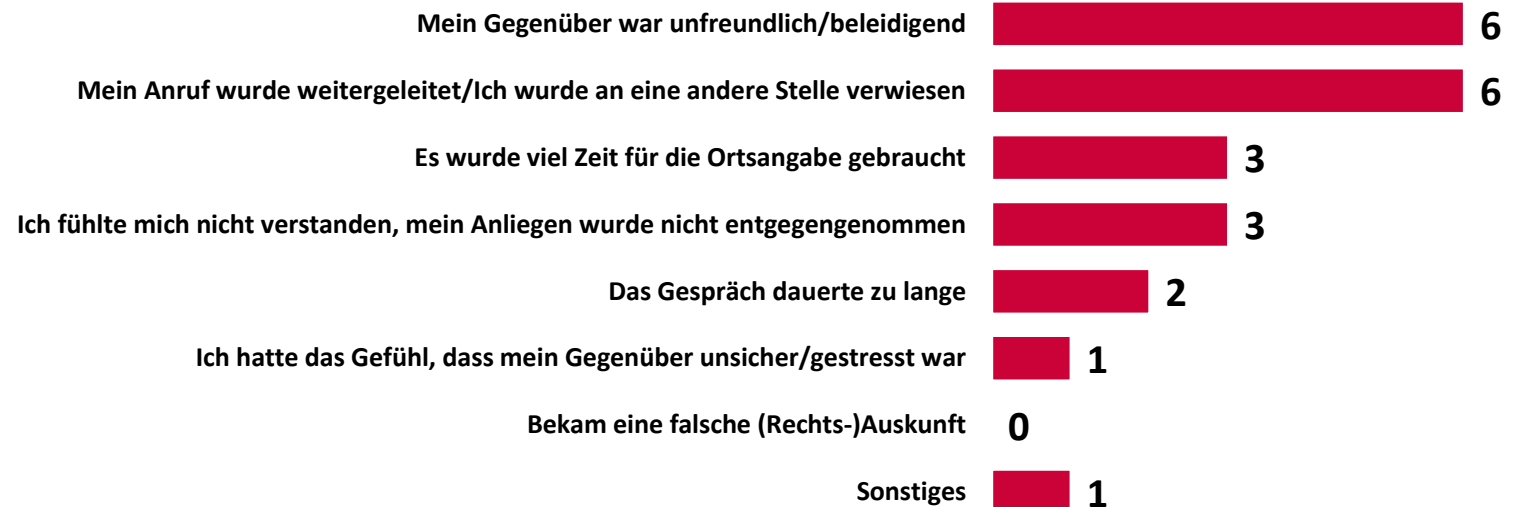 Mein Gegenüber war unfreundlich/beleidigend 6
Mein Anruf wurde weitergeleitet/Ich wurde an eine andere Stelle verwiesen 6
Es wurde viel Zeit für die Ortsangabe gebraucht 3
Ich fühlte mich nicht verstanden, mein Anliegen wurde nicht entgegengenommen 3
Das Gespräch dauerte zu lange 2
Ich hatte das Gefühl, dass mein Gegenüber unsicher/gestresst war 1
Bekam eine falsche (Rechts-)Auskunft 0
Sonstiges 1